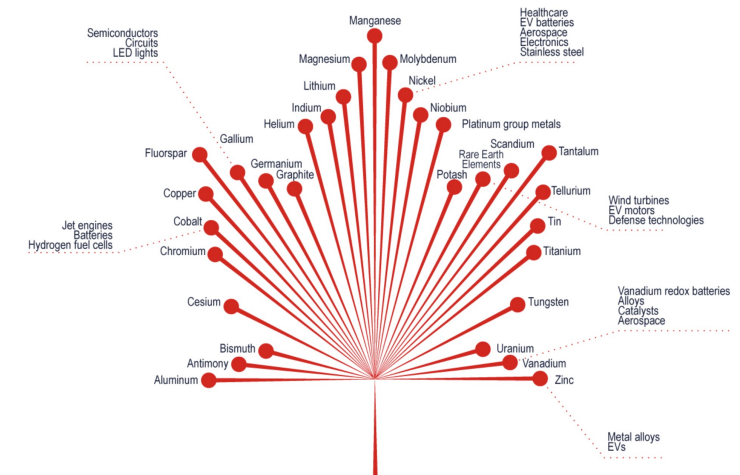 Manganese
Magnesium
Molybdenum
Lithium
Nickel
Indium
Niobium
Helium
Platinum group metals
Gallium
Scandium
Fluorspar
Tantalum
Germanium
Rare Earth
Elements
Graphite
Potash
Copper
Tellurium
Cobalt
Tin
Chromium
Titanium
Cesium
Tungsten
Bismuth
Uranium
Antimony
Vanadium
Aluminum
Zinc
Semiconductors
Circuits
LED lights
Healthcare
EV batteries
Aerospace
Electronics
Stainless steel
Jet engines
Batteries
Hydrogen fuel cells
Wind turbines
EV motors
Defense technologies
Vanadium redox batteries
Alloys
Catalysts
Aerospace
Metal alloys
EVs